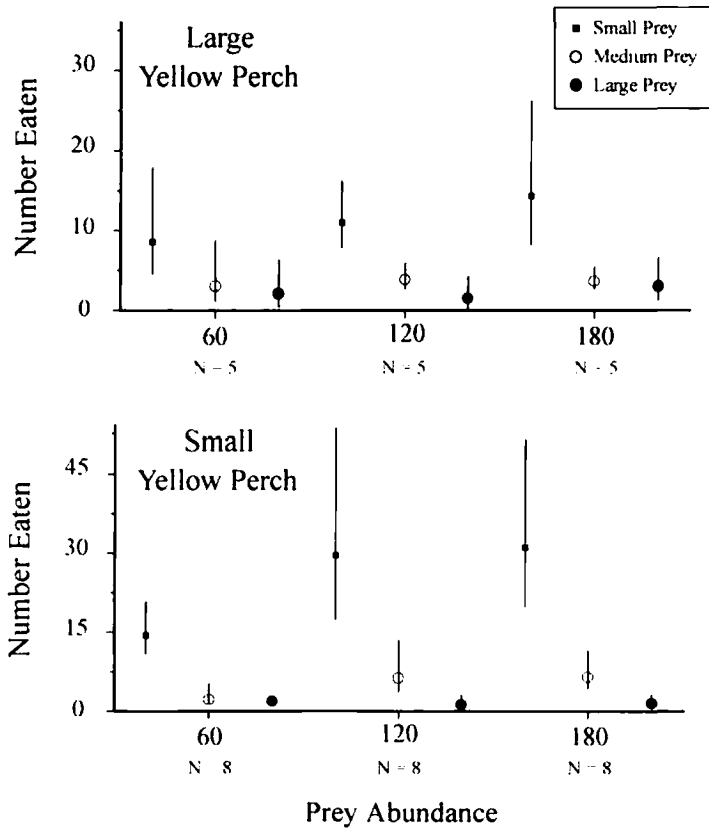 Large
Yellow Perch
Small Prey
Medium Prey
Large Prey
Number Eaten
30
20
10
0
60
120
180
N = 5
N = 5
N = 5
Small
Yellow Perch
Number Eaten
45
30
15
0
60
120
180
N = 8
N = 8
N = 8
Prey Abundance